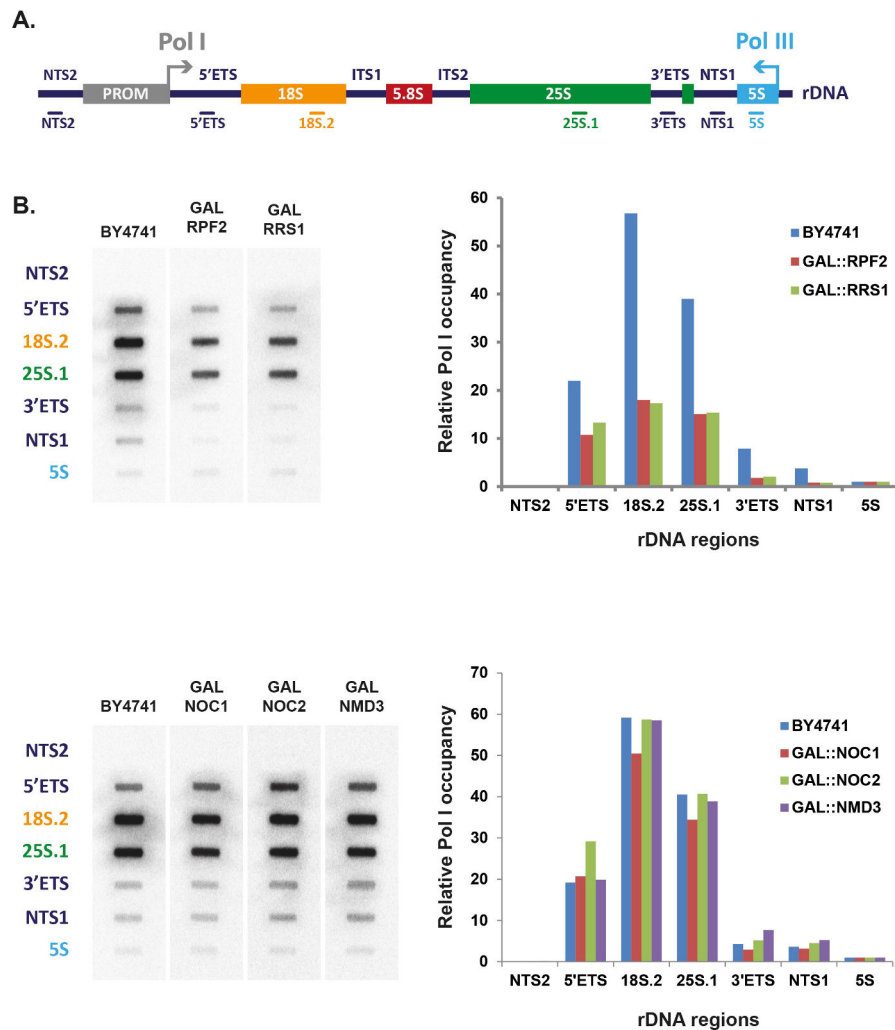 A.
Pol I
Pol III
NTS2 5'ETS ITS1 ITS2 3'ETS NTS1
PROM 18S 5.8S 25S 5S rDNA
NTS2 5'ETS 18S.2 25S.1 3'ETS NTS1 5S
B.
BY4741
GAL
RPF2
GAL
RRS1
NTS2
5'ETS
18S.2
25S.1
3'ETS
NTS1
5S
Relative Pol I occupancy
60
50
40
30
20
10
0
NTS2 5'ETS 18S.2 25S.1 3'ETS NTS1 5S
rDNA regions
BY4741
GAL::RPF2
GAL::RRS1
BY4741
GAL
NOC1
GAL
NOC2
GAL
NMD3
NTS2
5'ETS
18S.2
25S.1
3'ETS
NTS1
5S
Relative Pol I occupancy
70
60
50
40
30
20
10
0
NTS2 5'ETS 18S.2 25S.1 3'ETS NTS1 5S
rDNA regions
BY4741
GAL::NOC1
GAL::NOC2
GAL::NMD3